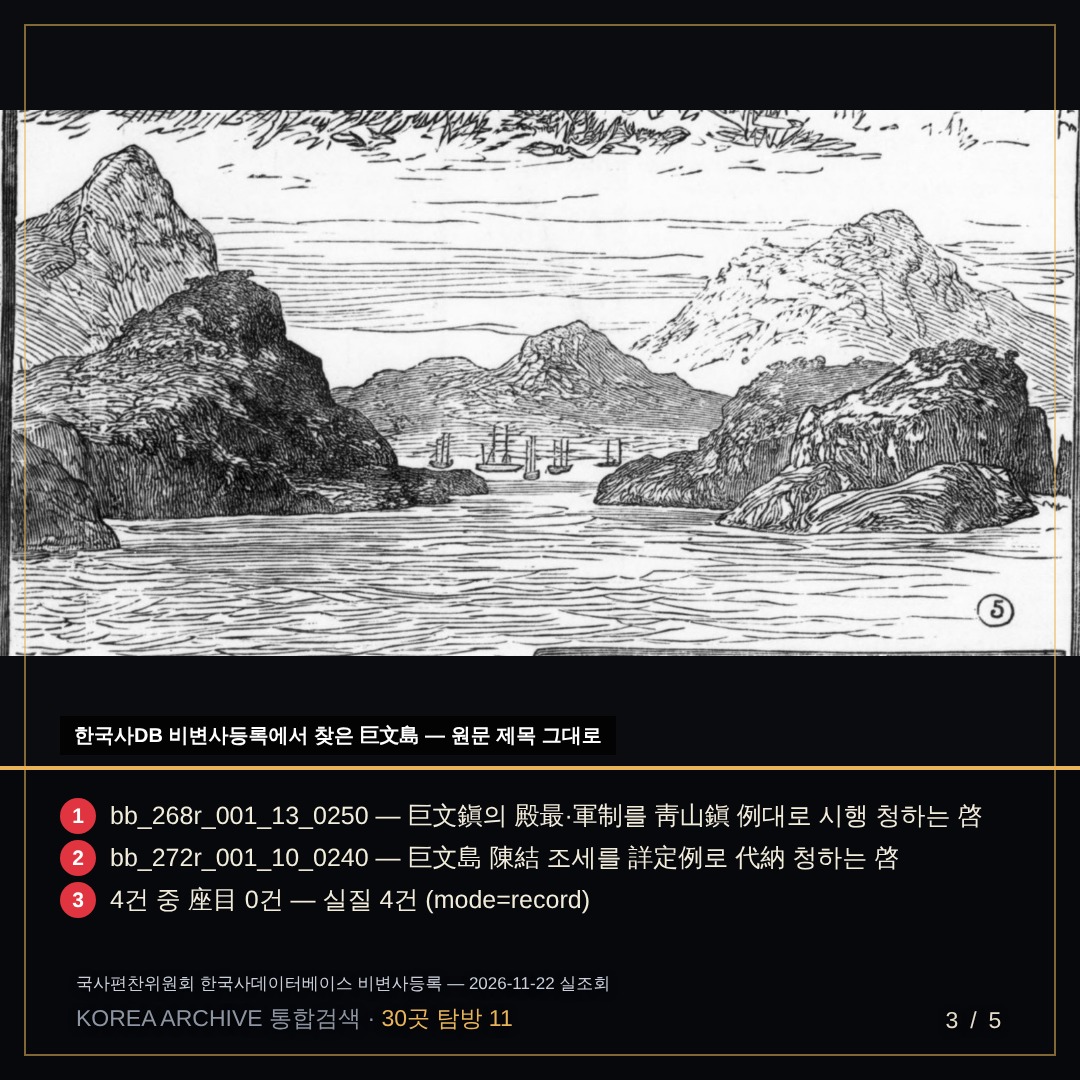 5
한국사DB 비변사등록에서 찾은 巨文島 — 원문 제목 그대로
1 bb_268r_001_13_0250 — 巨文鎭의 殿最·軍制를 靑山鎭 例대로 시행 청하는 啓
2 bb_272r_001_10_0240 — 巨文島 陳結 조세를 詳定例로 代納 청하는 啓
3 4건 중 座目 0건 — 실질 4건 (mode=record)
국사편찬위원회 한국사데이터베이스 비변사등록 — 2026-11-22 실조회
KOREA ARCHIVE 통합검색 · 30곳 탐방 11
3 / 5